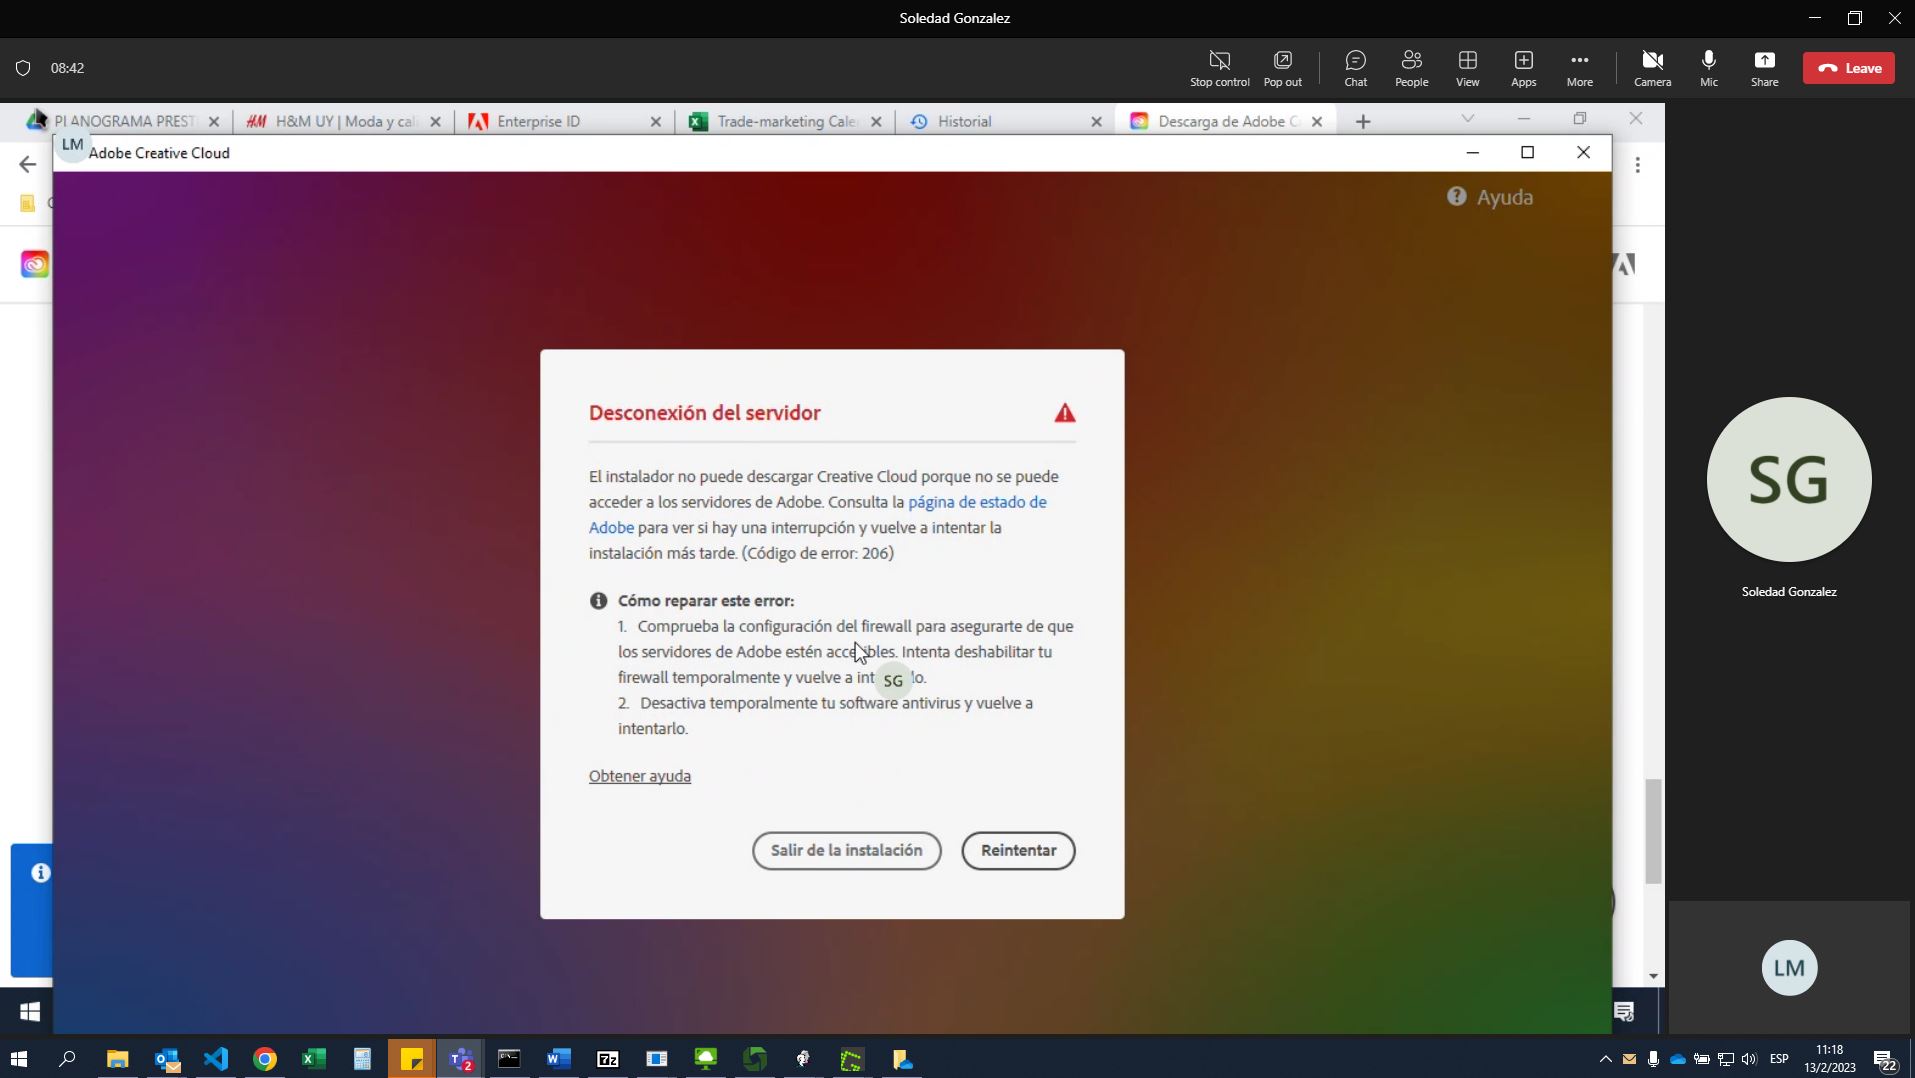 Soledad Gonzalez
08:42
Stop control
Pop out
Chat
People
View
Apps
More
Camera
Mic
Share
Leave
PLANOGRAMA PREST
H&M UY | Moda y cali
Enterprise ID
Trade-marketing Cale
Historial
Descarga de Adobe C
LM
Adobe Creative Cloud
Ayuda
Desconexión del servidor
El instalador no puede descargar Creative Cloud porque no se puede
acceder a los servidores de Adobe. Consulta la página de estado de
Adobe para ver si hay una interrupción y vuelve a intentar la
instalación más tarde. (Código de error: 206)
Cómo reparar este error:
1. Comprueba la configuración del firewall para asegurarte de que
los servidores de Adobe estén accesibles. Intenta deshabilitar tu
firewall temporalmente y vuelve a int lo.
SG
2. Desactiva temporalmente tu software antivirus y vuelve a
intentarlo.
Obtener ayuda
Salir de la instalación
Reintentar
SG
Soledad Gonzalez
LM
2
7z
ESP
11:18
13/2/2023
22